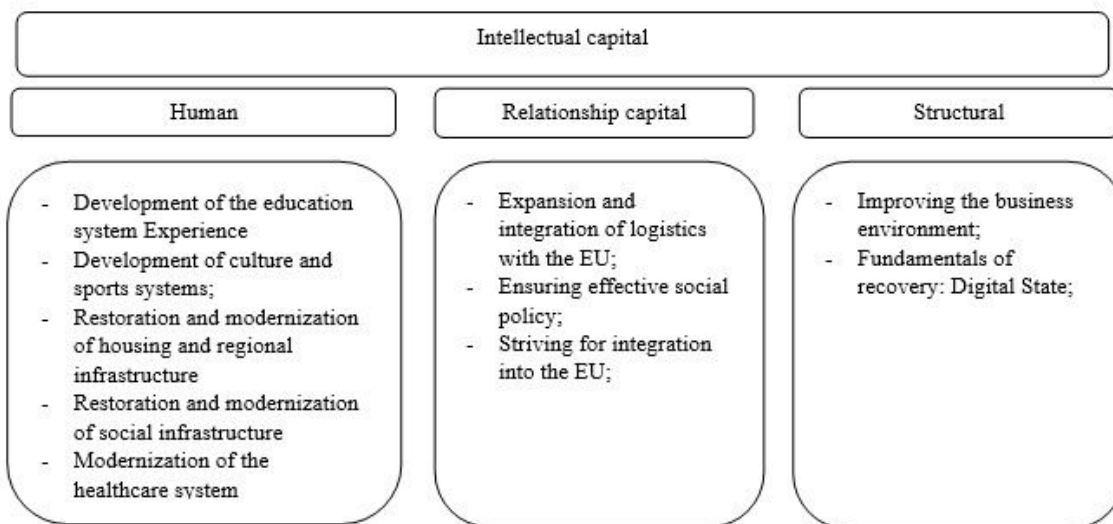 Intellectual capital
Human
Relationship capital
Structural
- Development of the education
system Experience
- Development of culture and
sports systems;
- Restoration and modernization
of housing and regional
infrastructure
- Restoration and modernization
of social infrastructure
- Modernization of the
healthcare system
- Expansion and
integration of logistics
with the EU;
- Ensuring effective social
policy;
- Striving for integration
into the EU;
- Improving the business
environment;
- Fundamentals of
recovery: Digital State;